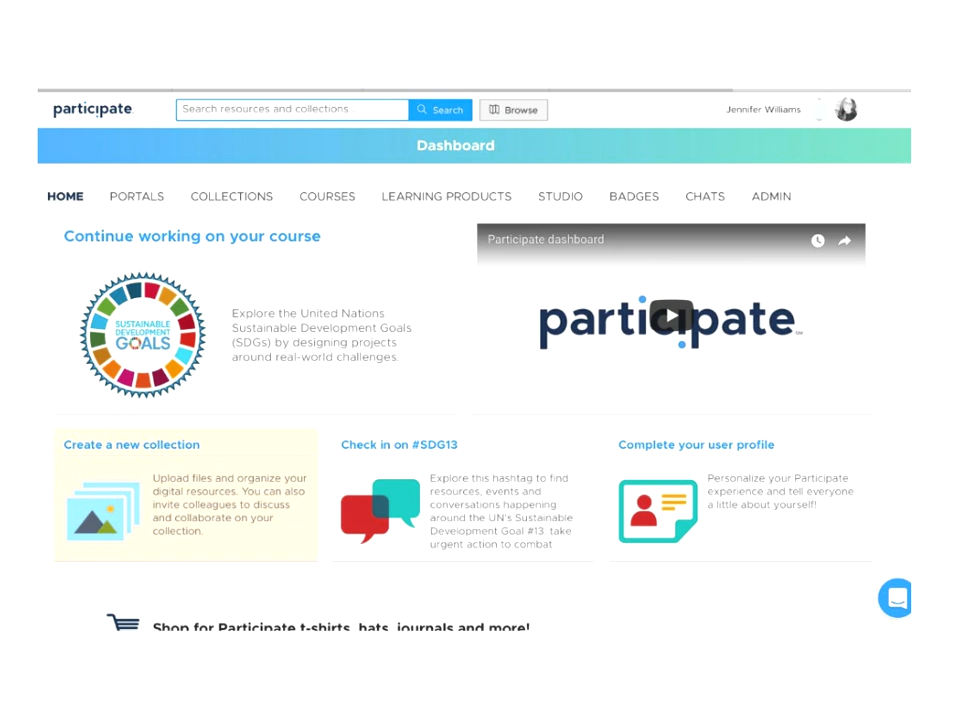 participate
Search resources and collections
Search
Browse
Jennifer Williams
Dashboard
HOME PORTALS COLLECTIONS COURSES LEARNING PRODUCTS STUDIO BADGES CHATS ADMIN
Continue working on your course
SUSTAINABLE
DEVELOPMENT
GOALS
Explore the United Nations
Sustainable Development Goals
(SDGs) by designing projects
around real-world challenges.
Participate dashboard
participate
Create a new collection
Upload files and organize your
digital resources. You can also
invite colleagues to discuss
and collaborate on your
collection.
Check in on #SDG13
Explore this hashtag to find
resources, events and
conversations happening
around the UN's Sustainable
Development Goal #13: take
urgent action to combat
Complete your user profile
Personalize your Participate
experience and tell everyone
a little about yourself!
Shop for Participate t-shirts, hats, journals and more!